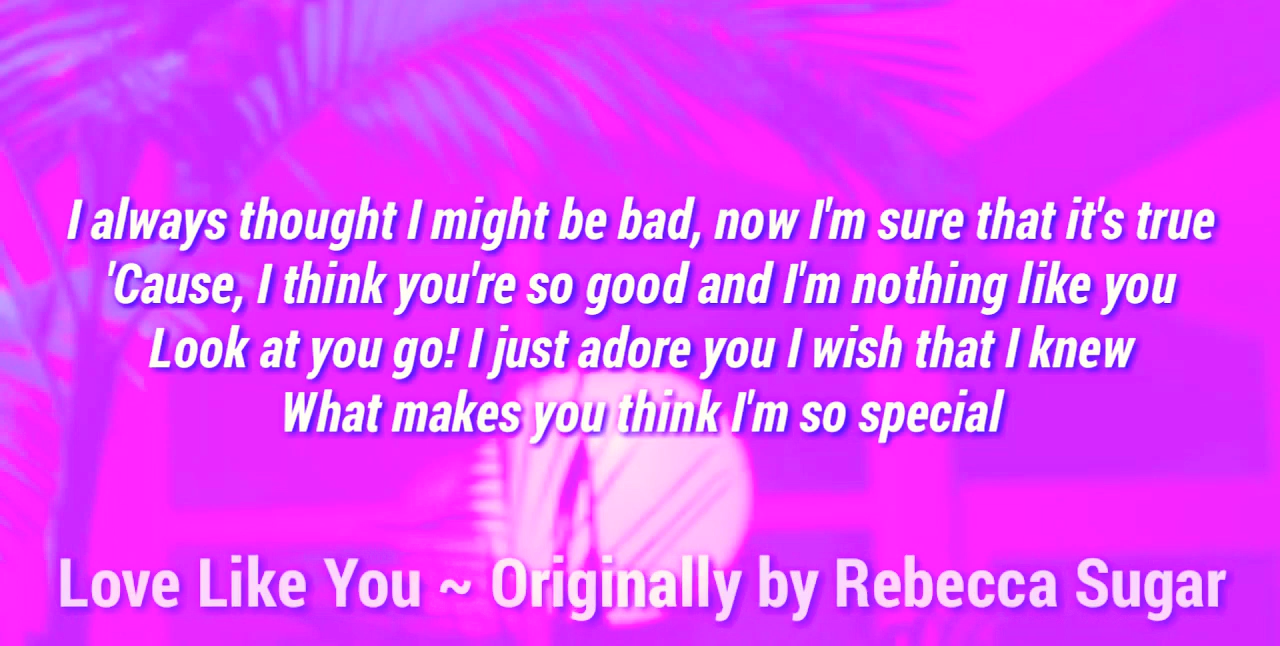 I always thought I might be bad, now I'm sure that it's true
'Cause, I think you're so good and I'm nothing like you
Look at you go! I just adore you I wish that I knew
What makes you think I'm so special
Love Like You ~ Originally by Rebecca Sugar